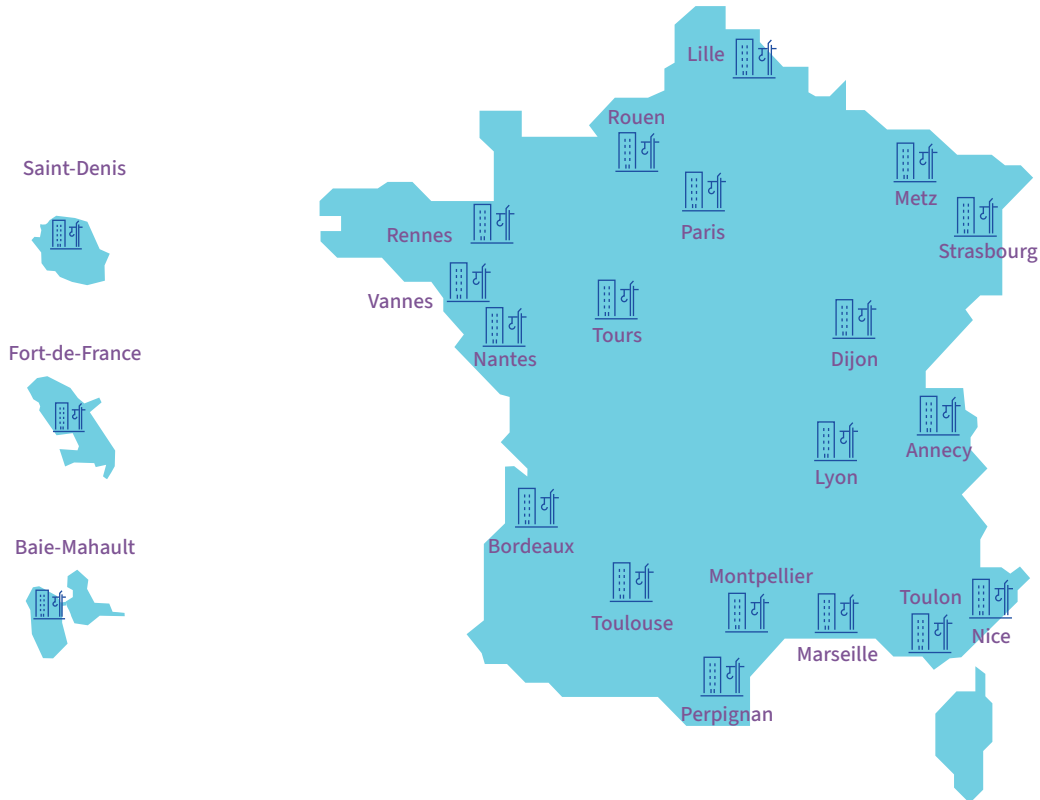 Lille
Rouen
Saint-Denis
Metz
Paris
Rennes
Strasbourg
Vannes
Tours
Fort-de-France
Nantes
Dijon
Annecy
Lyon
Bordeaux
Baie-Mahault
Montpellier
Toulon
Toulouse
Nice
Marseille
Perpignan